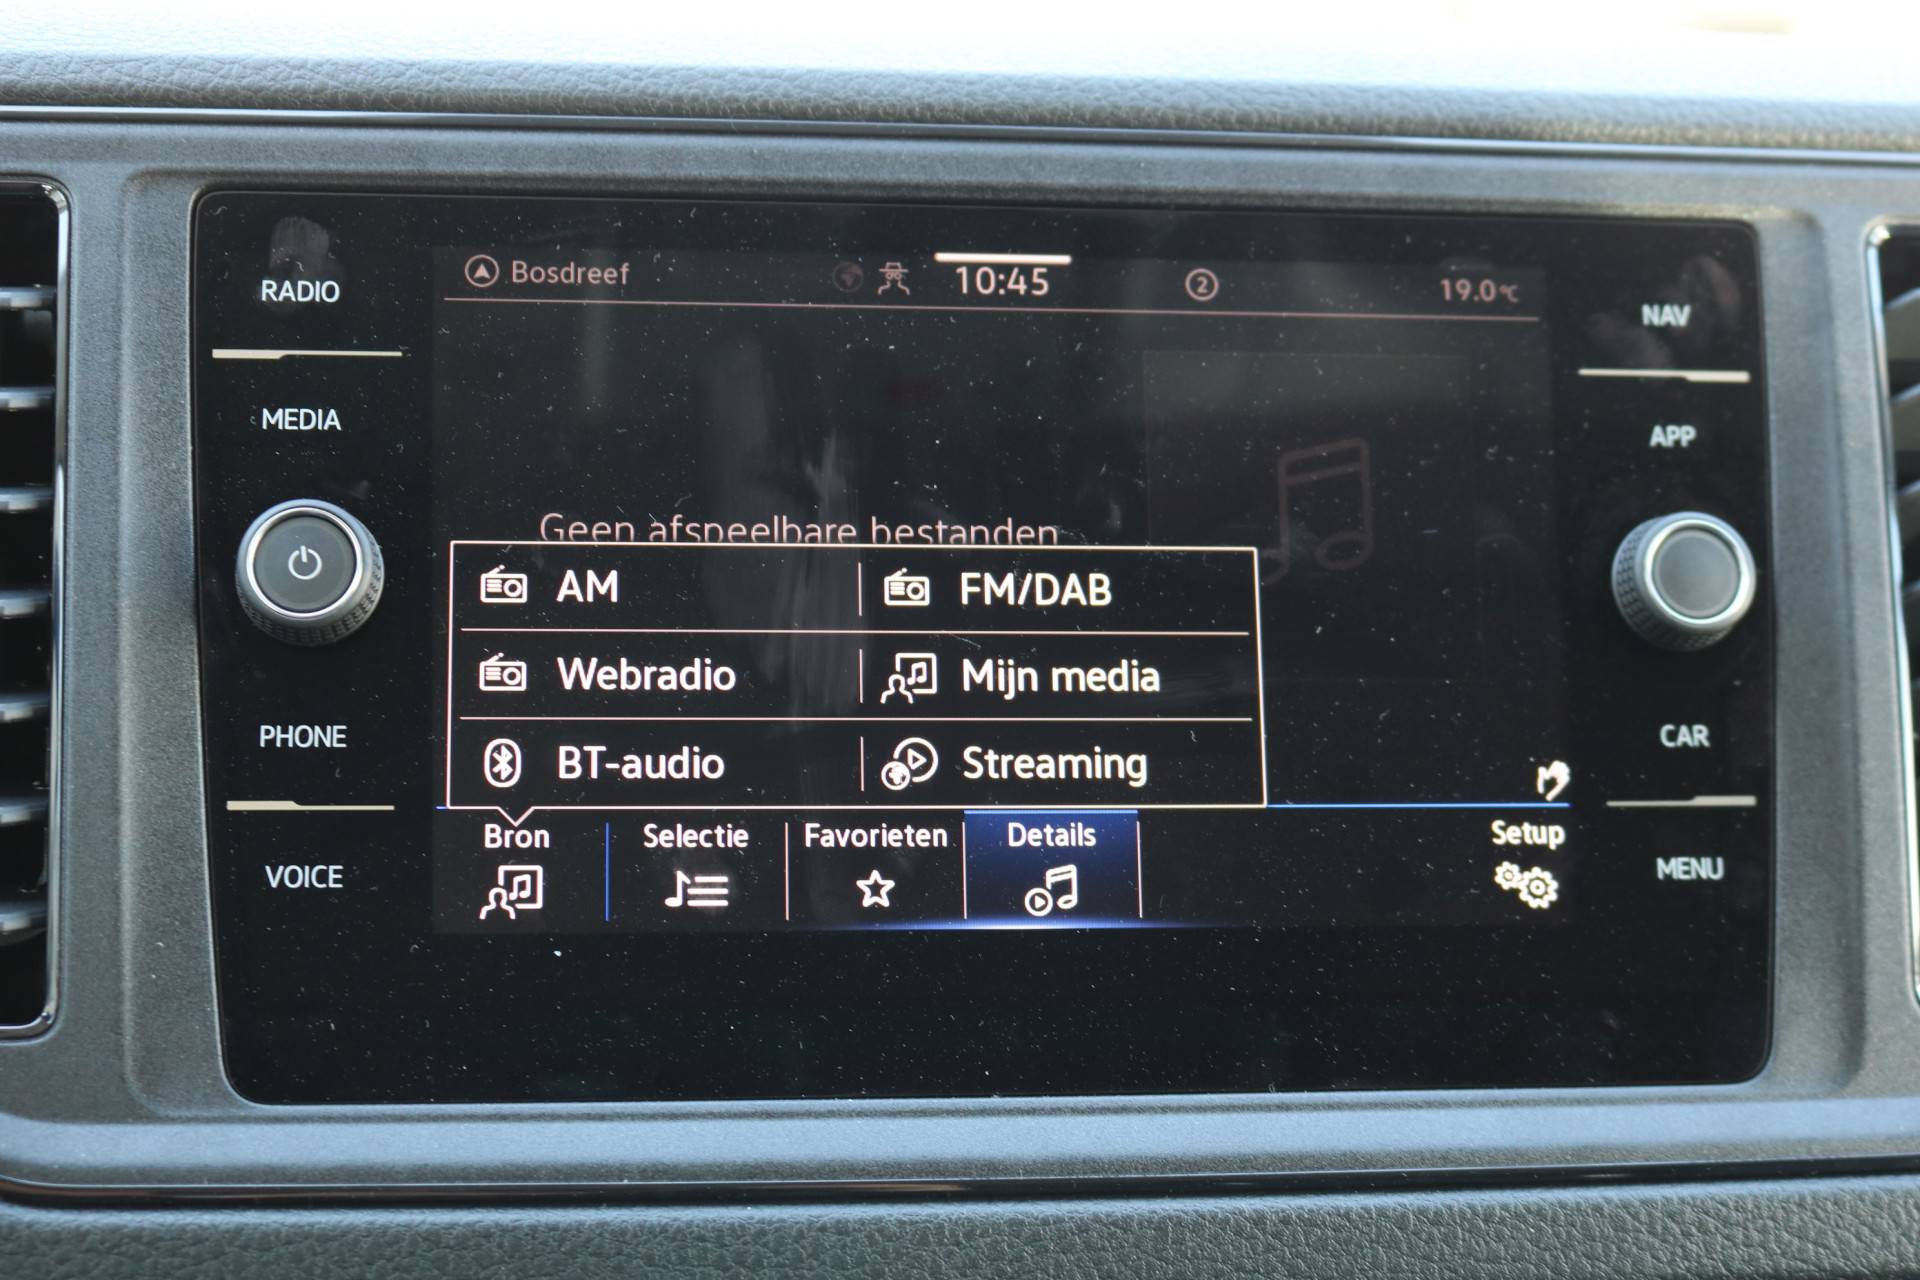 RADIO
MEDIA
PHONE
VOICE
Bosdreef
10:45
2
19.0°C
Geen afspeelbare bestanden
AM
FM/DAB
Webradio
Mijn media
BT-audio
Streaming
Bron
Selectie
Favorieten
Details
Setup
NAV
APP
CAR
MENU